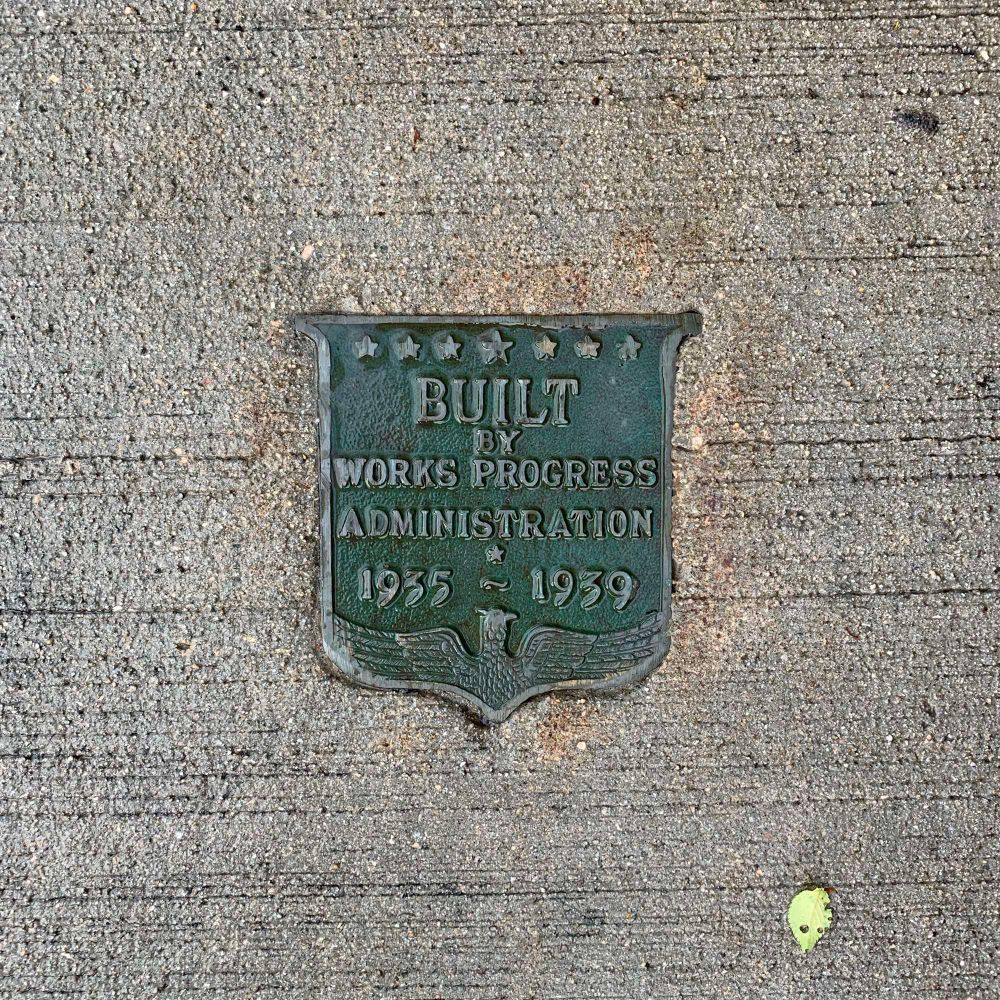 BUILT
BY
WORKS PROGRESS
ADMINISTRATION
1935 ~ 1939